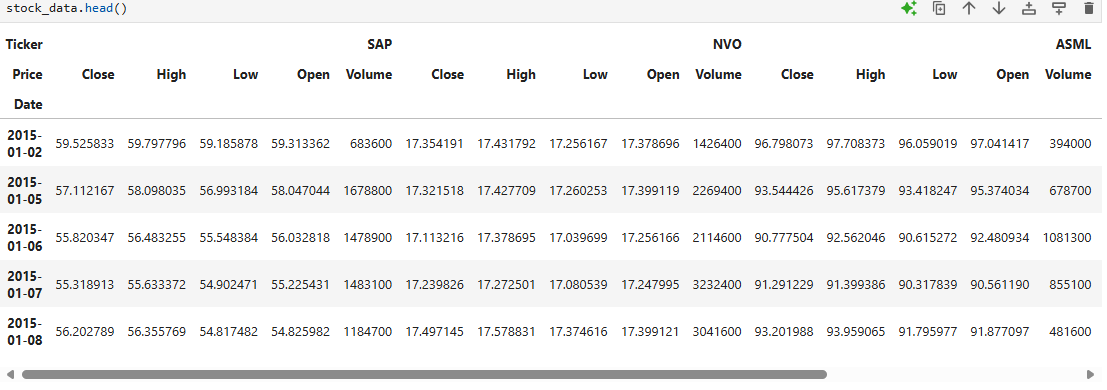 stock_data.head()
Ticker SAP NVO ASML
Price Close High Low Open Volume Close High Low Open Volume Close High Low Open Volume
Date
2015-
01-02 59.525833 59.797796 59.185878 59.313362 683600 17.354191 17.431792 17.256167 17.378696 1426400 96.798073 97.708373 96.059019 97.041417 394000
2015-
01-05 57.112167 58.098035 56.993184 58.047044 1678800 17.321518 17.427709 17.260253 17.399119 2269400 93.544426 95.617379 93.418247 95.374034 678700
2015-
01-06 55.820347 56.483255 55.548384 56.032818 1478900 17.113216 17.378695 17.039699 17.256166 2114600 90.777504 92.562046 90.615272 92.480934 1081300
2015-
01-07 55.318913 55.633372 54.902471 55.225431 1483100 17.239826 17.272501 17.080539 17.247995 3232400 91.291229 91.399386 90.317839 90.561190 855100
2015-
01-08 56.202789 56.355769 54.817482 54.825982 1184700 17.497145 17.578831 17.374616 17.399121 3041600 93.201988 93.959065 91.795977 91.877097 481600